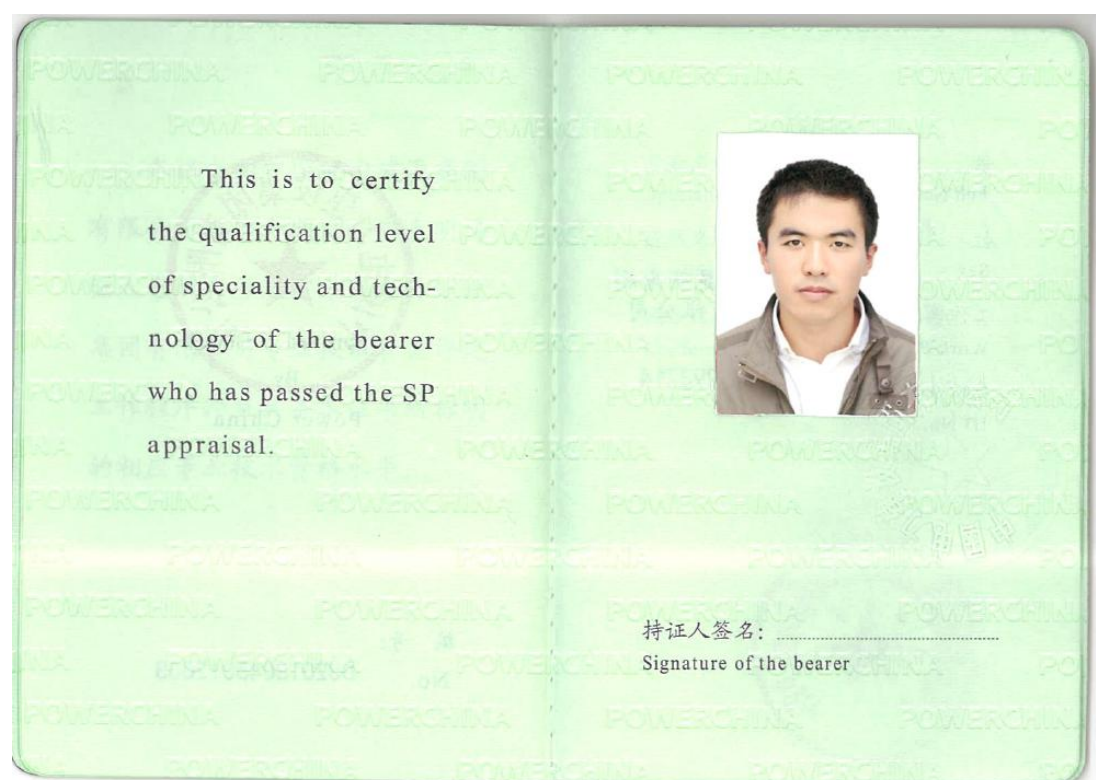 This is to certify
the qualification level
of speciality and tech-
nology of the bearer
who has passed the SP
appraisal.
POWERCHINA
持证人签名:
Signature of the bearer